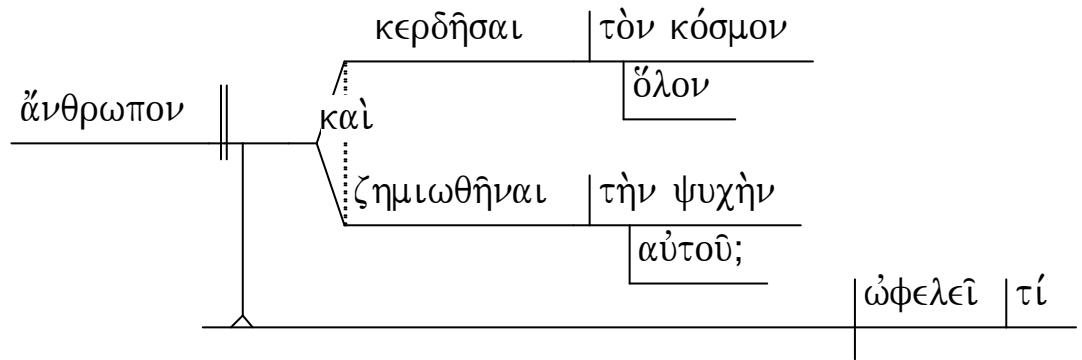 κερδῆσαι τὸν κόσμον
ὅλον
ἄνθρωπον
καὶ
ζημιωθῆναι τὴν ψυχὴν
αὐτοῦ;
ὠφελεῖ τί